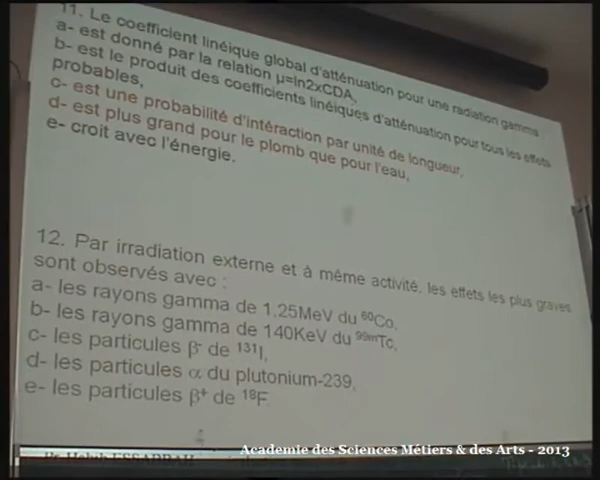 11. Le coefficient linéique global d'atténuation pour une radiation gamma
a- est donné par la relation µ=ln2xCDA,
b- est le produit des coefficients linéiques d'atténuation pour tous les effets
probables,
c- est une probabilité d'intéraction par unité de longueur,
d- est plus grand pour le plomb que pour l'eau,
e- croit avec l'énergie.
12. Par irradiation externe et à même activité, les effets les plus graves
sont observés avec :
a- les rayons gamma de 1.25MeV du ⁶⁰Co,
b- les rayons gamma de 140KeV du ⁹⁹ᵐTc,
c- les particules β⁻ de ¹³¹I,
d- les particules α du plutonium-239,
e- les particules β⁺ de ¹⁸F.
Academie des Sciences Métiers & des Arts - 2013
Pr. Habib ESSABBAH